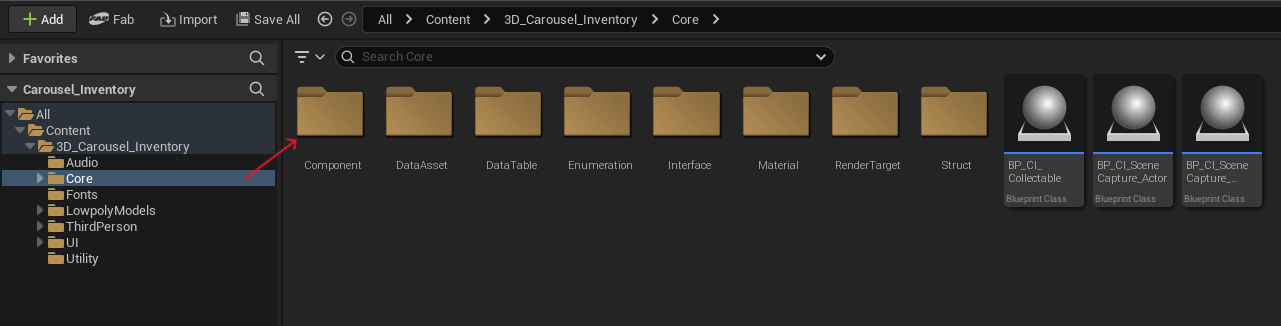 Add Fab Import Save All All Content 3D_Carousel_Inventory Core
Favorites
Search Core
Carousel_Inventory
All
Content
3D_Carousel_Inventory
Audio
Core
Fonts
LowpolyModels
ThirdPerson
UI
Utility
Component DataAsset DataTable Enumeration Interface Material RenderTarget Struct
BP_CI_
Collectable
Blueprint Class
BP_CI_Scene
Capture_Actor
Blueprint Class
BP_CI_Scene
Capture_...
Blueprint Class